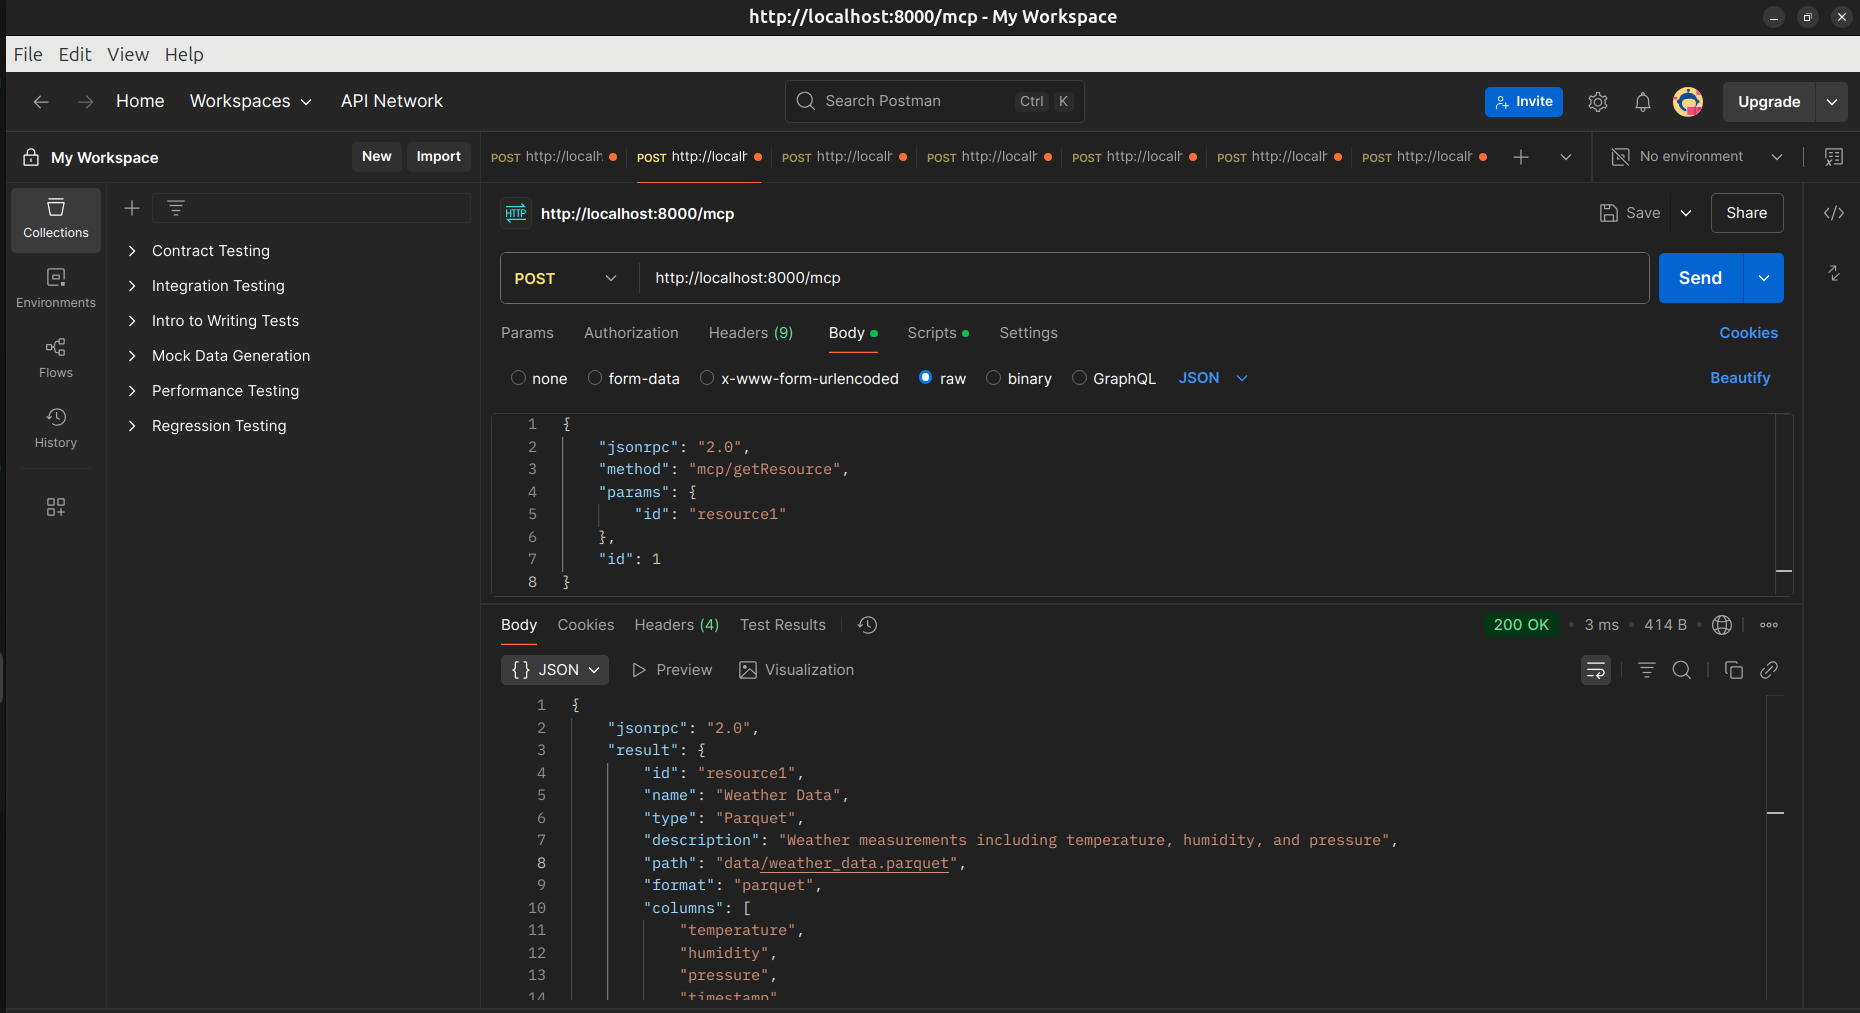 http://localhost:8000/mcp - My Workspace
File Edit View Help
Home Workspaces API Network Search Postman Ctrl K Invite Upgrade
My Workspace New Import POST http://localh POST http://localh POST http://localh POST http://localh POST http://localh POST http://localh POST http://localh No environment
Collections
Environments
Flows
History
Contract Testing
Integration Testing
Intro to Writing Tests
Mock Data Generation
Performance Testing
Regression Testing
HTTP http://localhost:8000/mcp Save Share
POST http://localhost:8000/mcp Send
Params Authorization Headers (9) Body Scripts Settings Cookies
none form-data x-www-form-urlencoded raw binary GraphQL JSON Beautify
1 {
2 "jsonrpc": "2.0",
3 "method": "mcp/getResource",
4 "params": {
5 "id": "resource1"
6 },
7 "id": 1
8 }
Body Cookies Headers (4) Test Results 200 OK • 3 ms • 414 B
{} JSON Preview Visualization
1 {
2 "jsonrpc": "2.0",
3 "result": {
4 "id": "resource1",
5 "name": "Weather Data",
6 "type": "Parquet",
7 "description": "Weather measurements including temperature, humidity, and pressure",
8 "path": "data/weather_data.parquet",
9 "format": "parquet",
10 "columns": [
11 "temperature",
12 "humidity",
13 "pressure",
14 "timestamp"